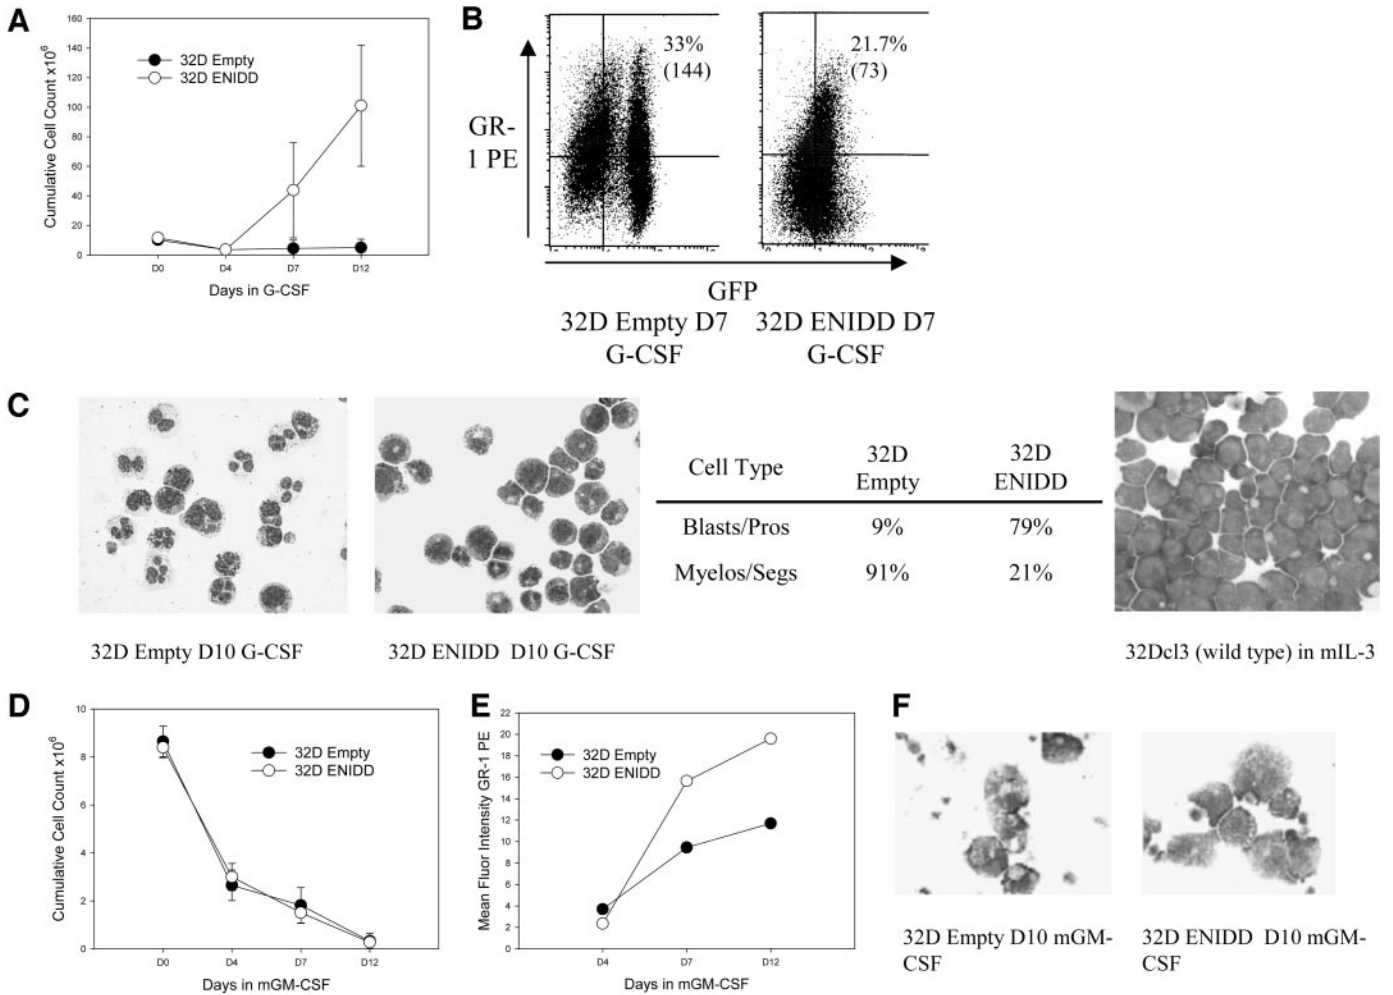 A
160
140
120
100
80
60
40
20
0
Cumulative Cell Count x10⁶
32D Empty
32D ENIDD
D0 D4 D7 D12
Days in G-CSF
B
GR-
1 PE
33%
(144)
21.7%
(73)
GFP
32D Empty D7
G-CSF
32D ENIDD D7
G-CSF
C
32D Empty D10 G-CSF
32D ENIDD D10 G-CSF
Cell Type
32D
Empty
32D
ENIDD
Blasts/Pros 9% 79%
Myelos/Segs 91% 21%
32Dcl3 (wild type) in mIL-3
D
10
8
6
4
2
0
Cumulative Cell Count x10⁶
32D Empty
32D ENIDD
D0 D4 D7 D12
Days in mGM-CSF
E
22
20
18
16
14
12
10
8
6
4
2
0
Mean Fluor Intensity GR-1 PE
32D Empty
32D ENIDD
D4 D7 D12
Days in mGM-CSF
F
32D Empty D10 mGM-
CSF
32D ENIDD D10 mGM-
CSF